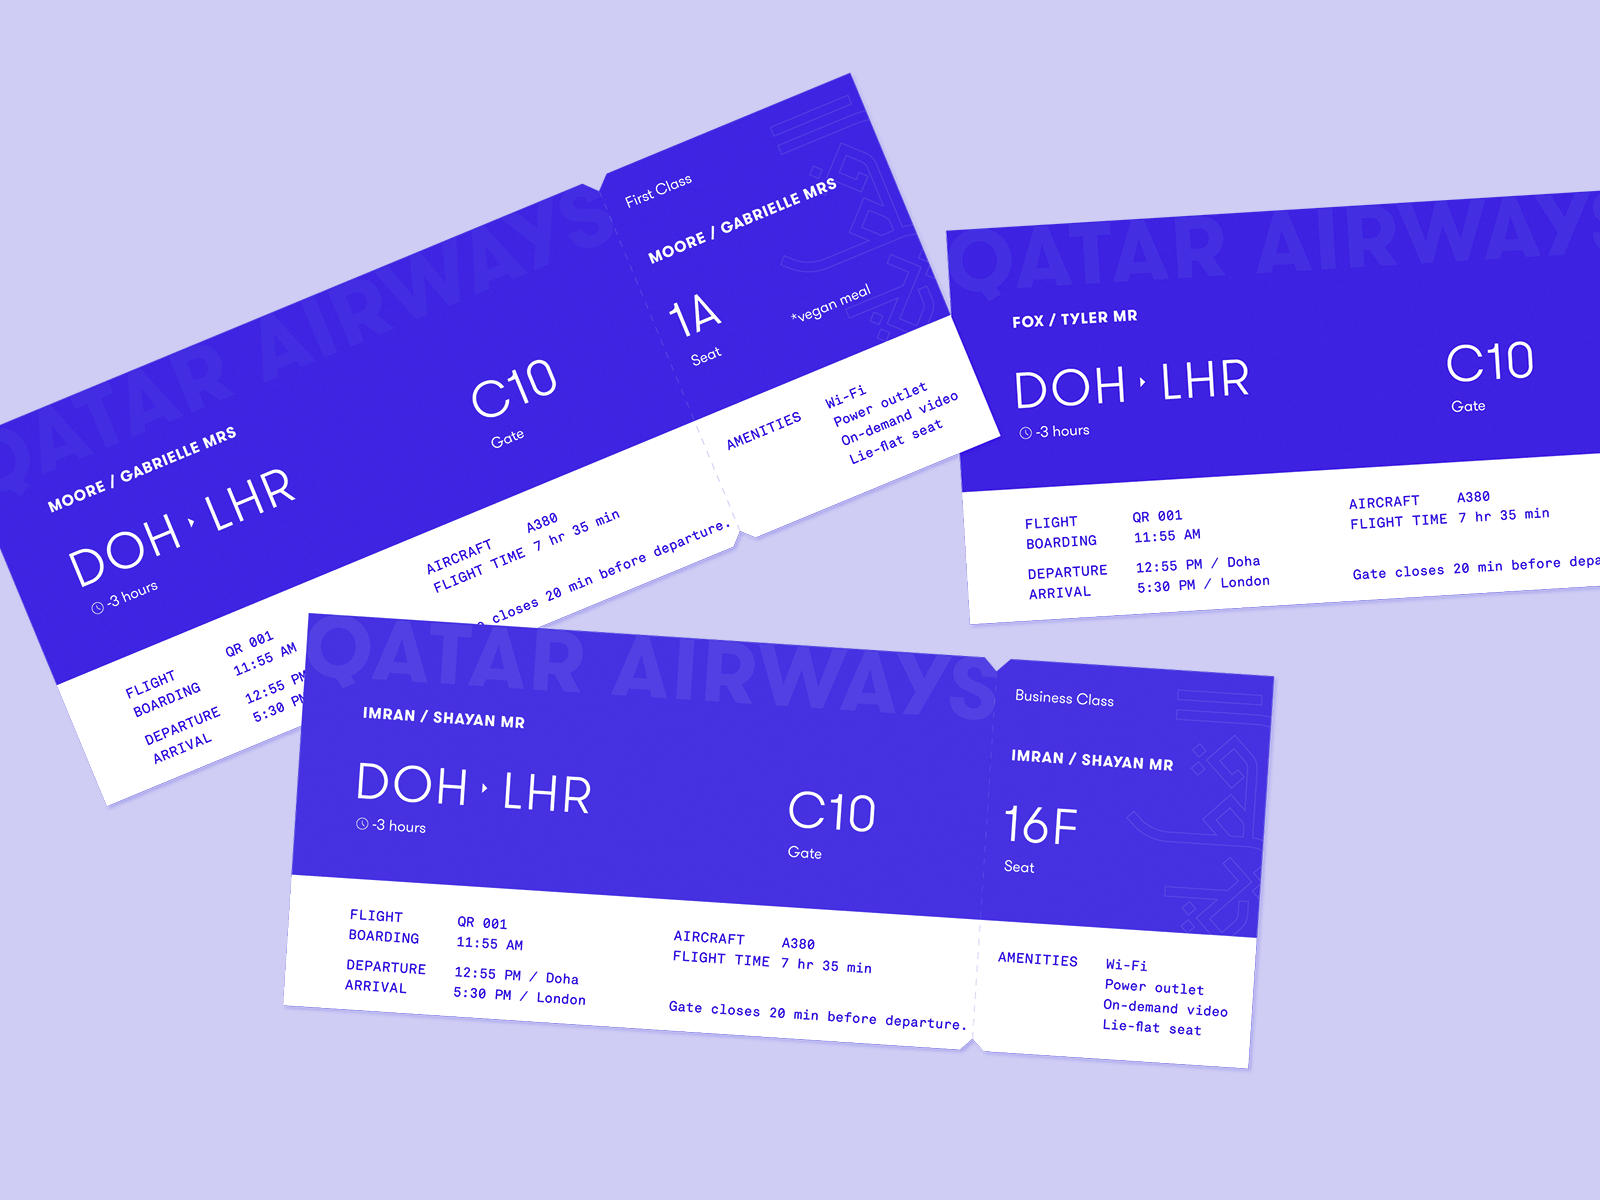 QATAR AIRWAYS
MOORE / GABRIELLE MRS
DOH LHR
-3 hours
C10
Gate
FLIGHT QR 001
BOARDING 11:55 AM
DEPARTURE 12:55 PM
ARRIVAL 5:30 PM
AIRCRAFT A380
FLIGHT TIME 7 hr 35 min
closes 20 min before departure.
First Class
MOORE / GABRIELLE MRS
1A
Seat
*vegan meal
AMENITIES Wi-Fi
Power outlet
On-demand video
Lie-flat seat
QATAR AIRWAYS
FOX / TYLER MR
DOH LHR
-3 hours
C10
Gate
FLIGHT QR 001
BOARDING 11:55 AM
DEPARTURE 12:55 PM / Doha
ARRIVAL 5:30 PM / London
AIRCRAFT A380
FLIGHT TIME 7 hr 35 min
Gate closes 20 min before depa
QATAR AIRWAYS
IMRAN / SHAYAN MR
DOH LHR
-3 hours
C10
Gate
FLIGHT QR 001
BOARDING 11:55 AM
DEPARTURE 12:55 PM / Doha
ARRIVAL 5:30 PM / London
AIRCRAFT A380
FLIGHT TIME 7 hr 35 min
Gate closes 20 min before departure.
Business Class
IMRAN / SHAYAN MR
16F
Seat
AMENITIES Wi-Fi
Power outlet
On-demand video
Lie-flat seat